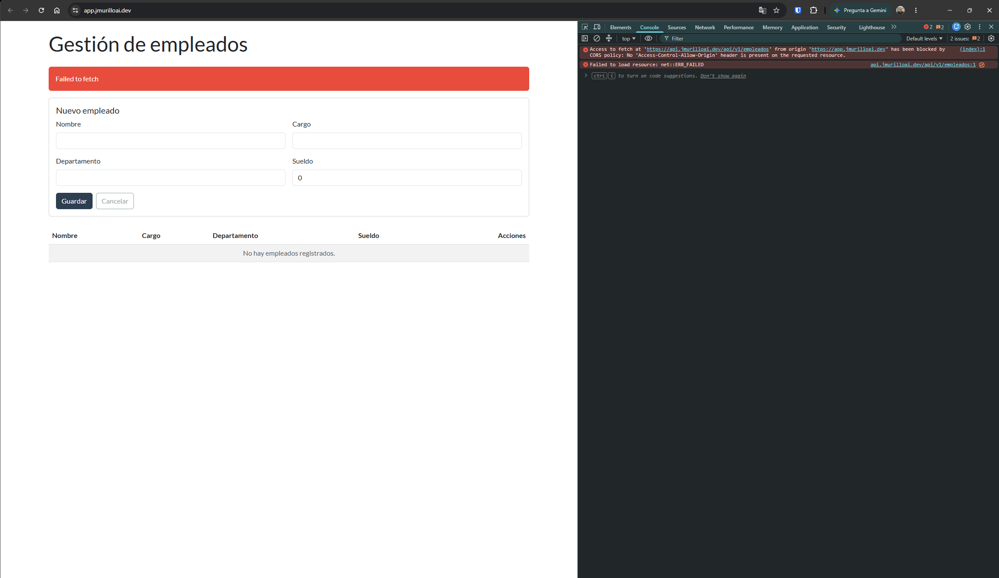 app.jmurilloai.dev
Pregunta a Gemini
Gestión de empleados
Failed to fetch
Nuevo empleado
Nombre Cargo
Departamento Sueldo
0
Guardar Cancelar
Nombre Cargo Departamento Sueldo Acciones
No hay empleados registrados.
Elements Console Sources Network Performance Memory Application Security Lighthouse 2 2
top Filter Default levels 2 issues: 2
Access to fetch at 'https://api.jmurilloai.dev/api/v1/empleados' from origin 'https://app.jmurilloai.dev' has been blocked by (index):1
CORS policy: No 'Access-Control-Allow-Origin' header is present on the requested resource.
Failed to load resource: net::ERR_FAILED api.jmurilloai.dev/api/v1/empleados:1
ctrl i to turn on code suggestions. Don't show again